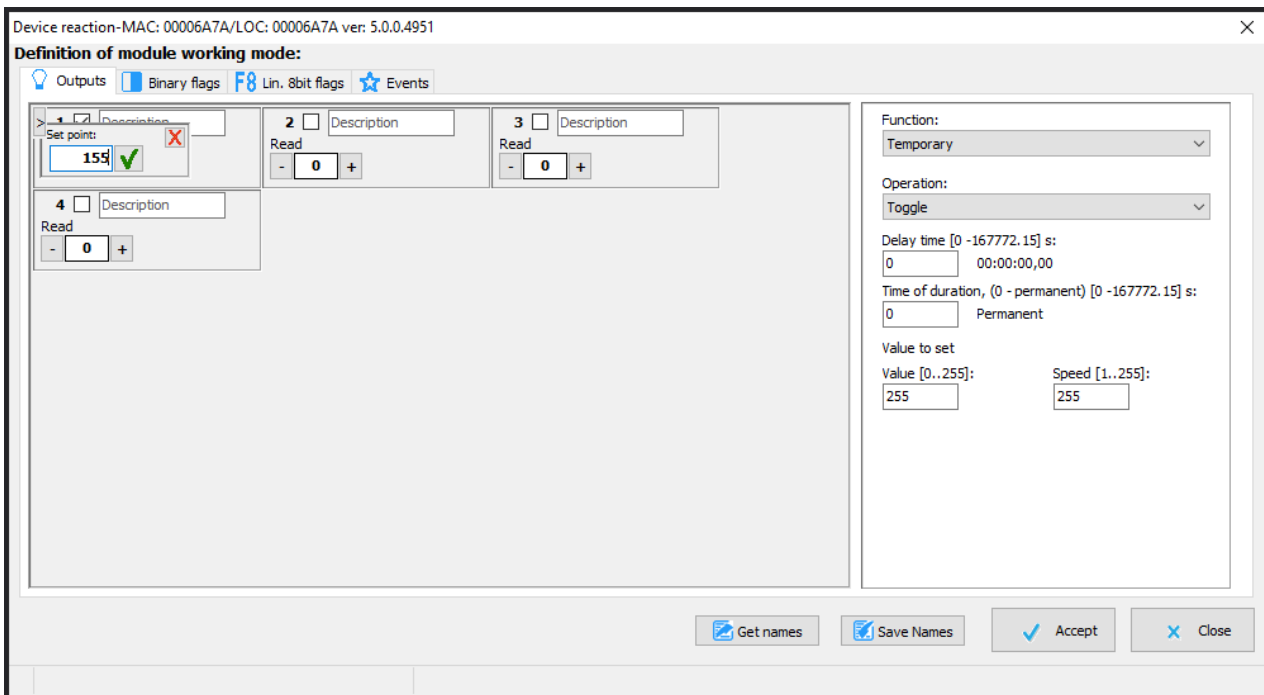 Device reaction-MAC: 00006A7A/LOC: 00006A7A ver: 5.0.0.4951
Definition of module working mode:
Outputs Binary flags F8 Lin. 8bit flags Events
> 1 Description 2 Description 3 Description
Set point: Read Read
155 - 0 + - 0 +
4 Description
Read
- 0 +
Function:
Temporary
Operation:
Toggle
Delay time [0 -167772.15] s:
0 00:00:00,00
Time of duration, (0 - permanent) [0 -167772.15] s:
0 Permanent
Value to set
Value [0..255]: Speed [1..255]:
255 255
Get names Save Names Accept Close